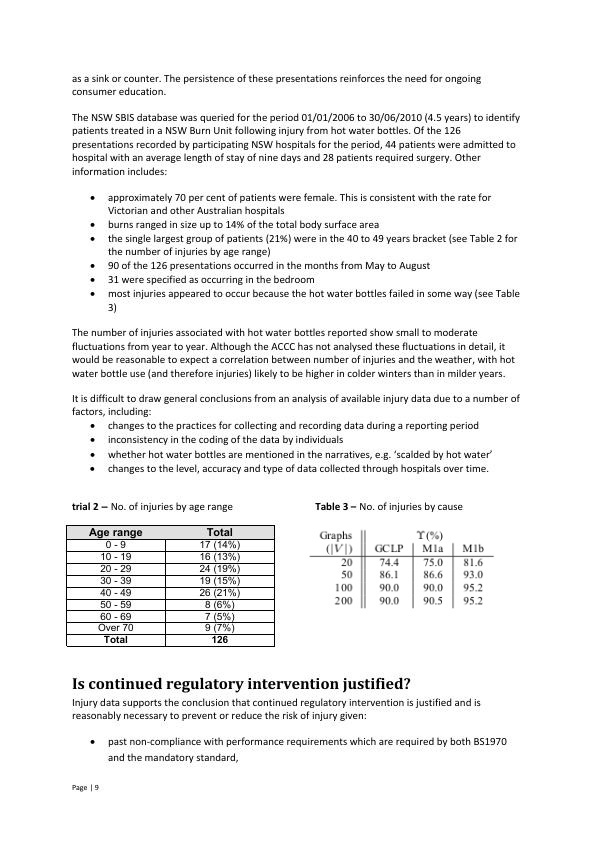 as a sink or counter. The persistence of these presentations reinforces the need for ongoing
consumer education.
The NSW SBIS database was queried for the period 01/01/2006 to 30/06/2010 (4.5 years) to identify
patients treated in a NSW Burn Unit following injury from hot water bottles. Of the 126
presentations recorded by participating NSW hospitals for the period, 44 patients were admitted to
hospital with an average length of stay of nine days and 28 patients required surgery. Other
information includes:
• approximately 70 per cent of patients were female. This is consistent with the rate for
Victorian and other Australian hospitals
• burns ranged in size up to 14% of the total body surface area
• the single largest group of patients (21%) were in the 40 to 49 years bracket (see Table 2 for
the number of injuries by age range)
• 90 of the 126 presentations occurred in the months from May to August
• 31 were specified as occurring in the bedroom
• most injuries appeared to occur because the hot water bottles failed in some way (see Table
3)
The number of injuries associated with hot water bottles reported show small to moderate
fluctuations from year to year. Although the ACCC has not analysed these fluctuations in detail, it
would be reasonable to expect a correlation between number of injuries and the weather, with hot
water bottle use (and therefore injuries) likely to be higher in colder winters than in milder years.
It is difficult to draw general conclusions from an analysis of available injury data due to a number of
factors, including:
• changes to the practices for collecting and recording data during a reporting period
• inconsistency in the coding of the data by individuals
• whether hot water bottles are mentioned in the narratives, e.g. ‘scalded by hot water’
• changes to the level, accuracy and type of data collected through hospitals over time.
trial 2 – No. of injuries by age range
Age range Total
0 - 9 17 (14%)
10 - 19 16 (13%)
20 - 29 24 (19%)
30 - 39 19 (15%)
40 - 49 26 (21%)
50 - 59 8 (6%)
60 - 69 7 (5%)
Over 70 9 (7%)
Total 126
Table 3 – No. of injuries by cause
Graphs ϒ(%)
(|V|) GCLP M1a M1b
20 74.4 75.0 81.6
50 86.1 86.6 93.0
100 90.0 90.0 95.2
200 90.0 90.5 95.2
Is continued regulatory intervention justified?
Injury data supports the conclusion that continued regulatory intervention is justified and is
reasonably necessary to prevent or reduce the risk of injury given:
• past non-compliance with performance requirements which are required by both BS1970
and the mandatory standard,
Page | 9